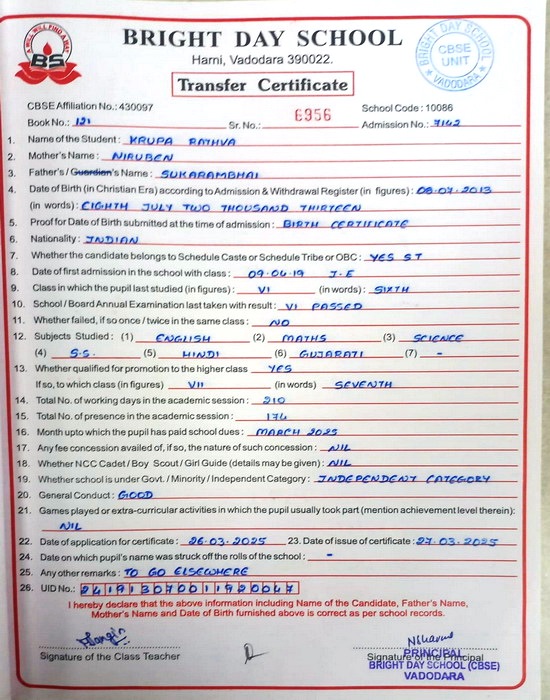 A WILL WILL FIND A WAY
BS
BRIGHT DAY SCHOOL
Harni, Vadodara 390022.
BRIGHT DAY SCHOOL
CBSE
UNIT
VADODARA
Transfer Certificate
CBSE Affiliation No.: 430097
School Code : 10086
Book No.: 121
Sr. No.: 6956
Admission No.: 7142
1. Name of the Student : KRUPA RATHVA
2. Mother's Name : NIRUBEN
3. Father's / Guardian's Name : SUKARAMBHAI
4. Date of Birth (in Christian Era) according to Admission & Withdrawal Register (in figures) : 08.07.2013
(in words) : EIGHTH JULY TWO THOUSAND THIRTEEN
5. Proof for Date of Birth submitted at the time of admission : BIRTH CERTIFICATE
6. Nationality : INDIAN
7. Whether the candidate belongs to Schedule Caste or Schedule Tribe or OBC : YES ST
8. Date of first admission in the school with class : 09.04.19 J.E
9. Class in which the pupil last studied (in figures) : VI (in words) : SIXTH
10. School / Board Annual Examination last taken with result : VI PASSED
11. Whether failed, if so once / twice in the same class : NO
12. Subjects Studied : (1) ENGLISH (2) MATHS (3) SCIENCE
(4) S.S. (5) HINDI (6) GUJARATI (7) -
13. Whether qualified for promotion to the higher class YES
If so, to which class (in figures) VII (in words) SEVENTH
14. Total No. of working days in the academic session : 210
15. Total No. of presence in the academic session : 174
16. Month upto which the pupil has paid school dues : MARCH 2025
17. Any fee concession availed of, if so, the nature of such concession : NIL
18. Whether NCC Cadet / Boy Scout / Girl Guide (details may be given) : NIL
19. Whether school is under Govt. / Minority / Independent Category : INDEPENDENT CATEGORY
20. General Conduct : GOOD
21. Games played or extra-curricular activities in which the pupil usually took part (mention achievement level therein):
NIL
22. Date of application for certificate : 26.03.2025 23. Date of issue of certificate : 27.03.2025
24. Date on which pupil's name was struck off the rolls of the school : -
25. Any other remarks : TO GO ELSEWHERE
26. UID No.: 241913070011920047
I hereby declare that the above information including Name of the Candidate, Father's Name,
Mother's Name and Date of Birth furnished above is correct as per school records.
Signature of the Class Teacher
Signature of the Principal
PRINCIPAL
BRIGHT DAY SCHOOL (CBSE)
VADODARA